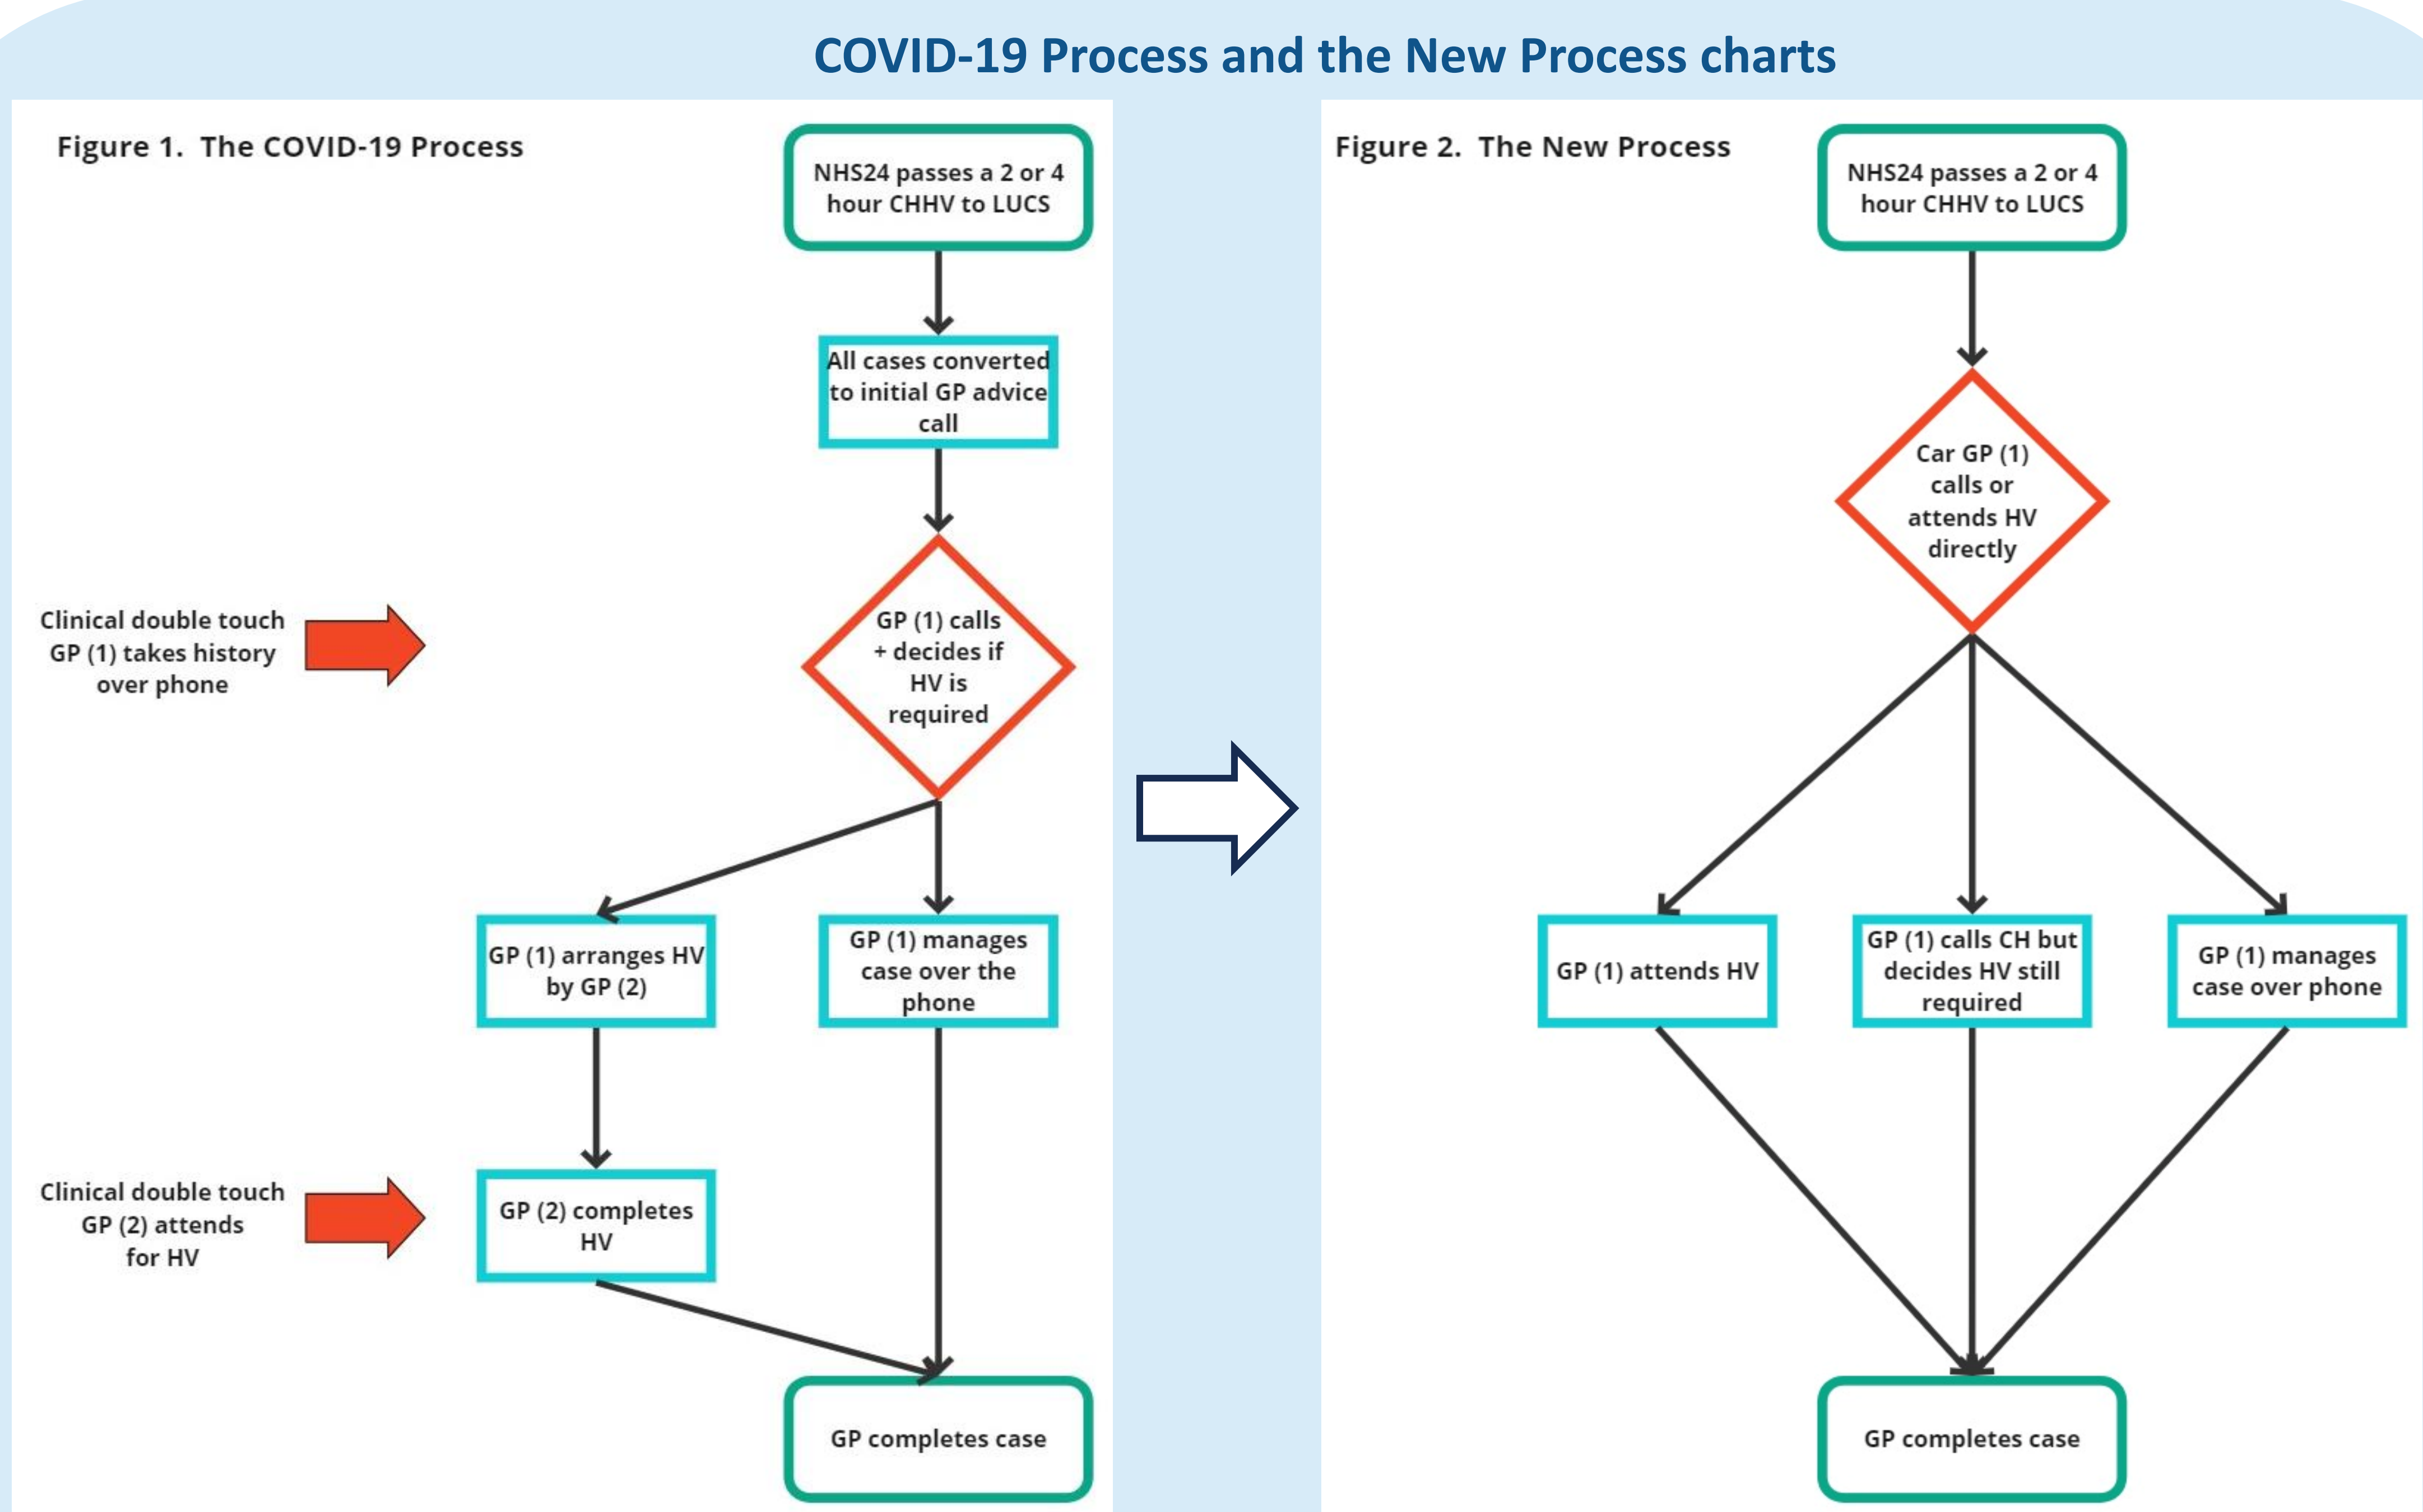 COVID-19 Process and the New Process charts
Figure 1.  The COVID-19 Process
NHS24 passes a 2 or 4
hour CHHV to LUCS
All cases converted
to initial GP advice
call
Clinical double touch
GP (1) takes history
over phone
GP (1) calls
+ decides if
HV is
required
GP (1) arranges HV
by GP (2)
GP (1) manages
case over the
phone
Clinical double touch
GP (2) attends
for HV
GP (2) completes
HV
GP completes case
Figure 2.  The New Process
NHS24 passes a 2 or 4
hour CHHV to LUCS
Car GP (1)
calls or
attends HV
directly
GP (1) attends HV
GP (1) calls CH but
decides HV still
required
GP (1) manages
case over phone
GP completes case